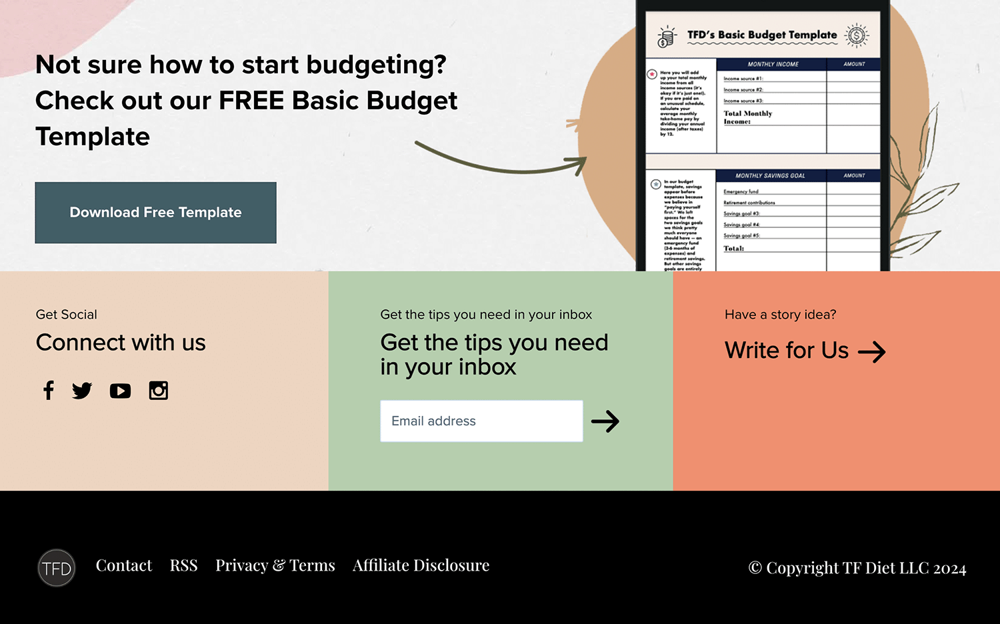 Not sure how to start budgeting?
Check out our FREE Basic Budget
Template
Download Free Template
TFD's Basic Budget Template
MONTHLY INCOME
AMOUNT
Here you will add
up your total monthly
income from all
income sources (it's
okay if it's just one!).
If you are paid on
an unusual schedule,
calculate your
average monthly
take-home pay by
dividing your annual
income (after taxes)
by 12.
Income source #1:
Income source #2:
Income source #3:
Total Monthly
Income:
MONTHLY SAVINGS GOAL
AMOUNT
In our budget
template, savings
appear before
expenses because
we believe in
"paying yourself
first." We left
spaces for the
two savings goals
we think pretty
much everyone
should have — an
emergency fund
(3-6 months of
expenses) and
retirement savings.
But other savings
goals are entirely
Emergency fund
Retirement contributions
Savings goal #3:
Savings goal #4:
Savings goal #5:
Total:
Get Social
Connect with us
Get the tips you need in your inbox
Get the tips you need
in your inbox
Email address
Have a story idea?
Write for Us
TFD
Contact RSS Privacy & Terms Affiliate Disclosure
© Copyright TF Diet LLC 2024